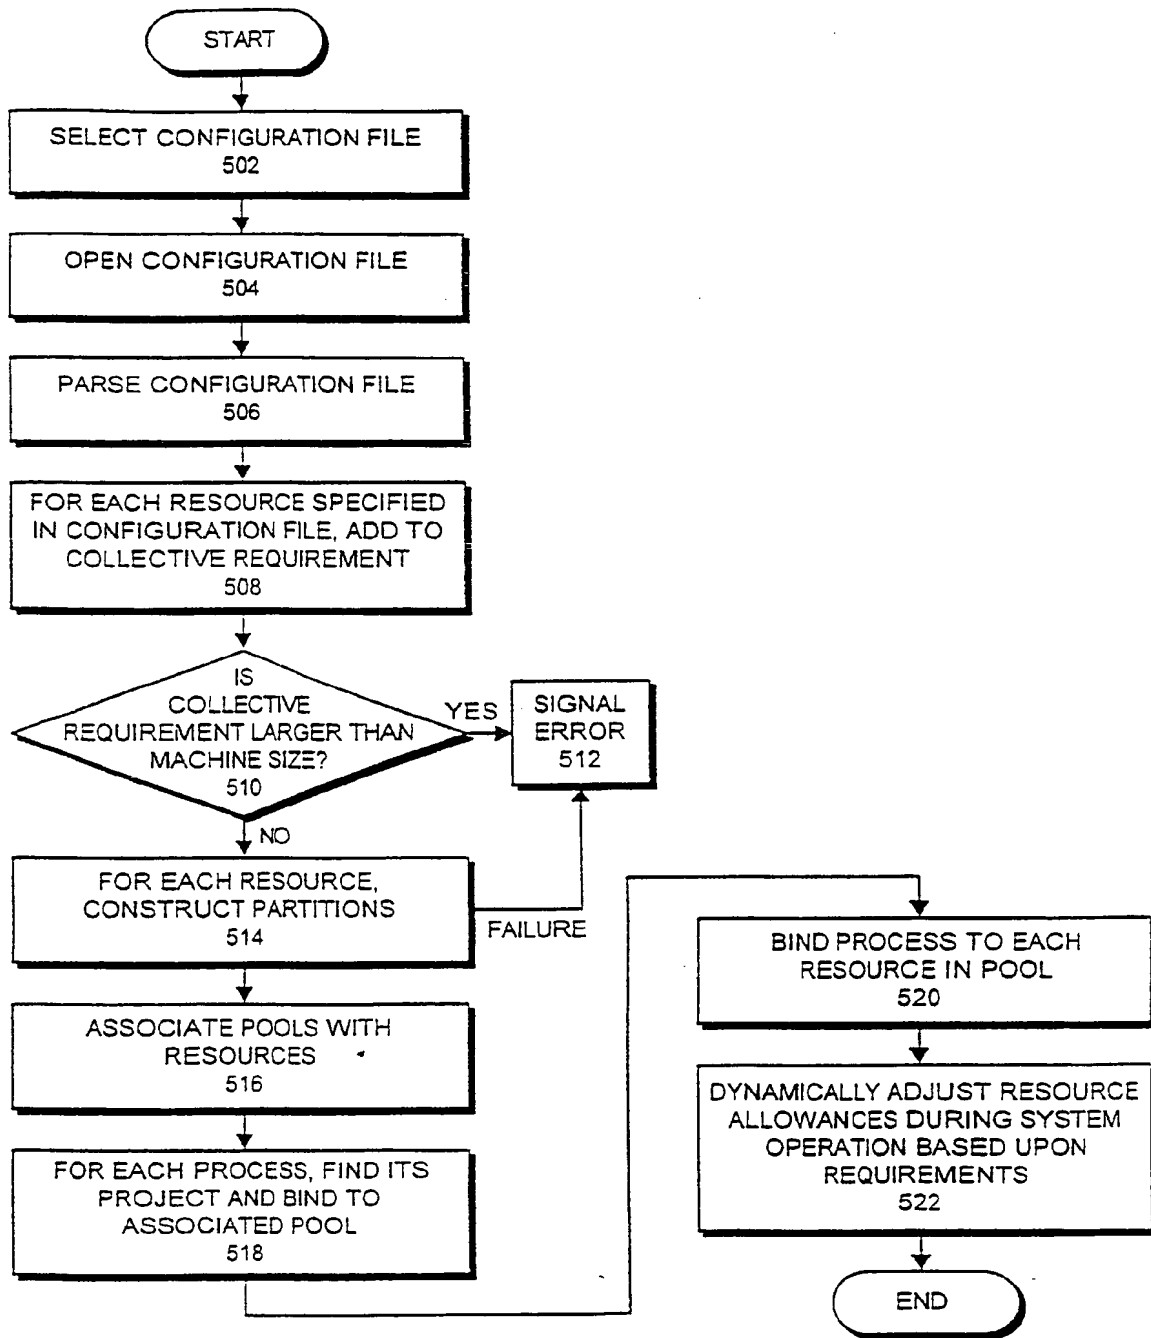 START
SELECT CONFIGURATION FILE
502
OPEN CONFIGURATION FILE
504
PARSE CONFIGURATION FILE
506
FOR EACH RESOURCE SPECIFIED
IN CONFIGURATION FILE, ADD TO
COLLECTIVE REQUIREMENT
508
IS
COLLECTIVE
REQUIREMENT LARGER THAN
MACHINE SIZE?
510
YES
SIGNAL
ERROR
512
NO
FOR EACH RESOURCE,
CONSTRUCT PARTITIONS
514
FAILURE
ASSOCIATE POOLS WITH
RESOURCES
516
FOR EACH PROCESS, FIND ITS
PROJECT AND BIND TO
ASSOCIATED POOL
518
BIND PROCESS TO EACH
RESOURCE IN POOL
520
DYNAMICALLY ADJUST RESOURCE
ALLOWANCES DURING SYSTEM
OPERATION BASED UPON
REQUIREMENTS
522
END